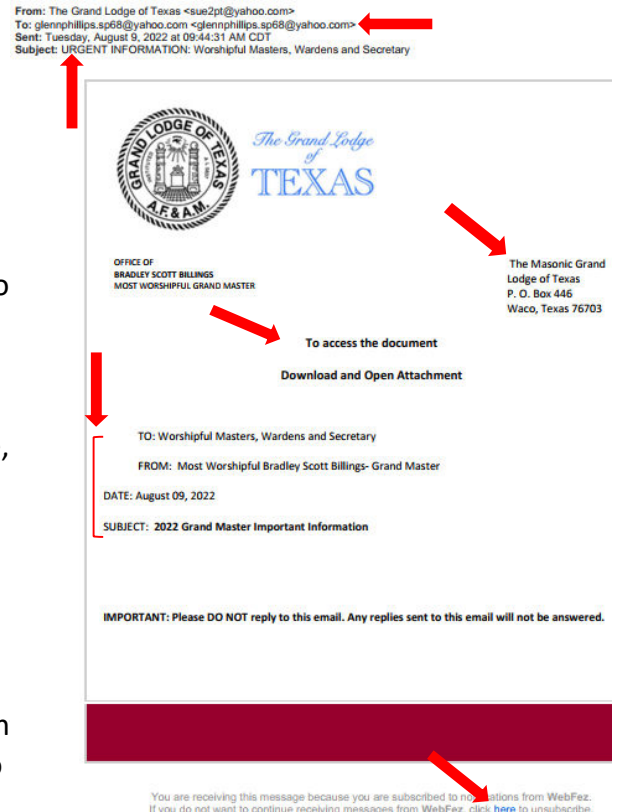 From: The Grand Lodge of Texas <sue2pt@yahoo.com>
To: glennphillips.sp68@yahoo.com <glennphillips.sp68@yahoo.com>
Sent: Tuesday, August 9, 2022 at 09:44:31 AM CDT
Subject: URGENT INFORMATION: Worshipful Masters, Wardens and Secretary
GRAND LODGE OF TEXAS
A.F.&A.M.
The Grand Lodge
of
TEXAS
OFFICE OF
BRADLEY SCOTT BILLINGS
MOST WORSHIPFUL GRAND MASTER
The Masonic Grand
Lodge of Texas
P. O. Box 446
Waco, Texas 76703
To access the document
Download and Open Attachment
TO: Worshipful Masters, Wardens and Secretary
FROM: Most Worshipful Bradley Scott Billings- Grand Master
DATE: August 09, 2022
SUBJECT: 2022 Grand Master Important Information
IMPORTANT: Please DO NOT reply to this email. Any replies sent to this email will not be answered.
You are receiving this message because you are subscribed to notifications from WebFez.
If you do not want to continue receiving messages from WebFez, click here to unsubscribe.